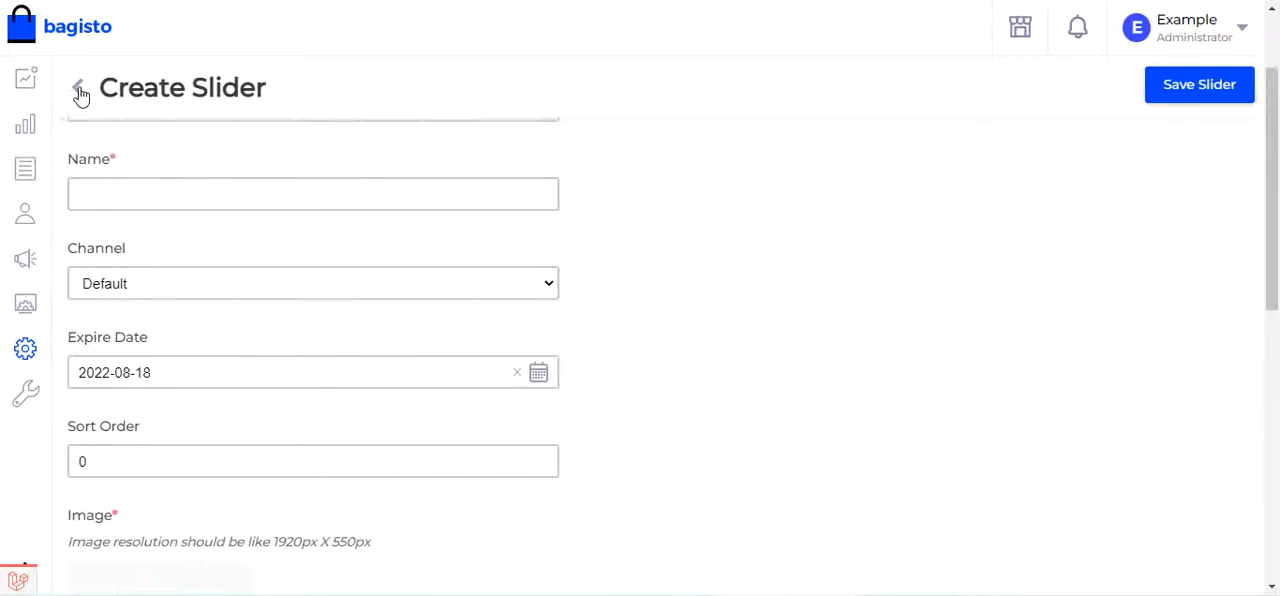 bagisto
E
Example
Administrator
Create Slider
Save Slider
Name*
Channel
Default
Expire Date
2022-08-18
Sort Order
0
Image*
Image resolution should be like 1920px X 550px